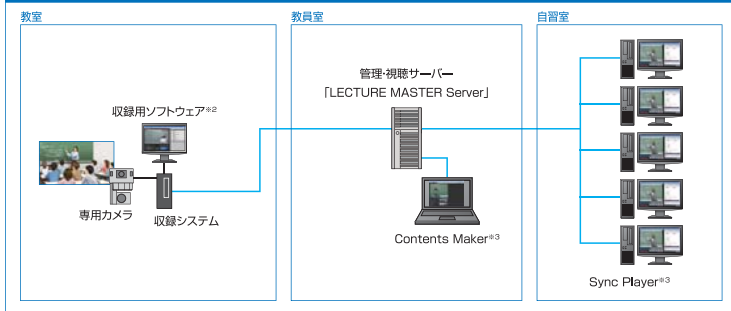 教室
教員室
自習室
収録用ソフトウェア※2
専用カメラ
収録システム
管理・視聴サーバー
「LECTURE MASTER Server」
Contents Maker※3
Sync Player※3